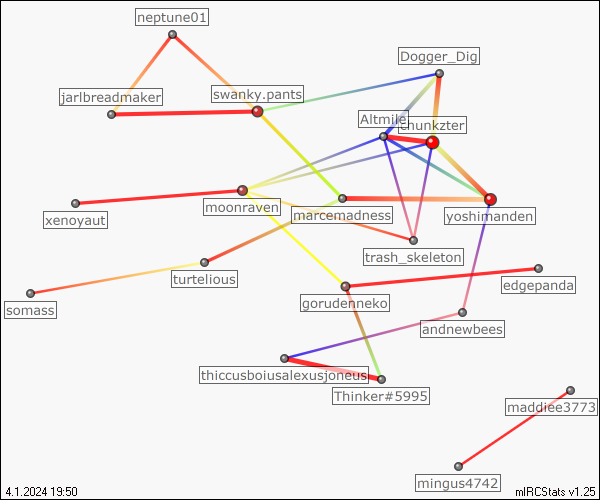 neptune01
Dogger_Dig
jarlbreadmaker
swanky.pants
Altmile
chunkzter
xenoyaut
moonraven
marcemadness
yoshimanden
trash_skeleton
turtelious
edgepanda
somass
gorudenneko
andnewbees
thiccusboiusalexusjoneus
Thinker#5995
maddiee3773
mingus4742
4.1.2024 19:50
mIRCStats v1.25